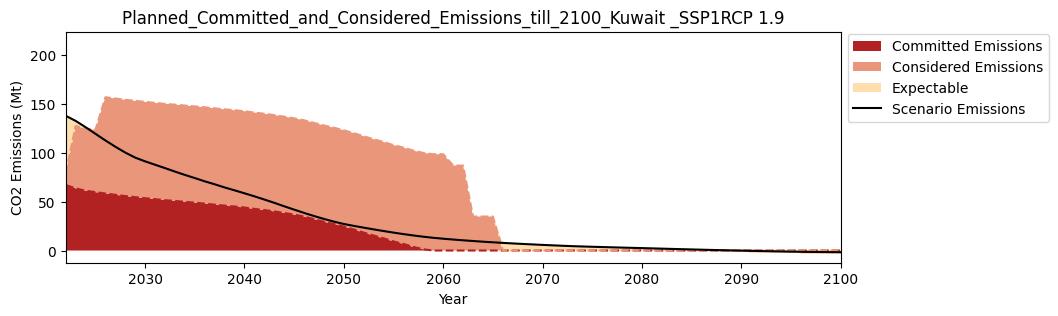 Planned_Committed_and_Considered_Emissions_till_2100_Kuwait _SSP1RCP 1.9
Committed Emissions
Considered Emissions
Expectable
Scenario Emissions
CO2 Emissions (Mt)
200
150
100
50
0
2030 2040 2050 2060 2070 2080 2090 2100
Year